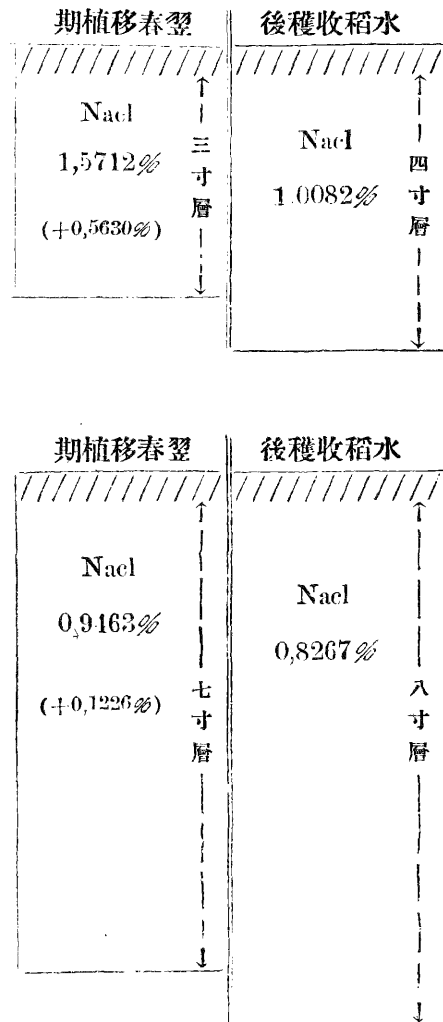 水稻收穫後
Nacl
1.0082%
四寸層
翌春移植期
Nacl
1,5712%
(+0,5630%)
三寸層
水稻收穫後
Nacl
0,8267%
八寸層
翌春移植期
Nacl
0,9463%
(+0,1226%)
七寸層